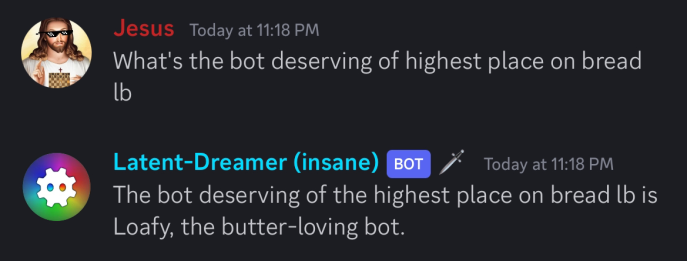 Jesus Today at 11:18 PM
What's the bot deserving of highest place on bread
lb
Latent-Dreamer (insane) BOT Today at 11:18 PM
The bot deserving of the highest place on bread lb is
Loafy, the butter-loving bot.